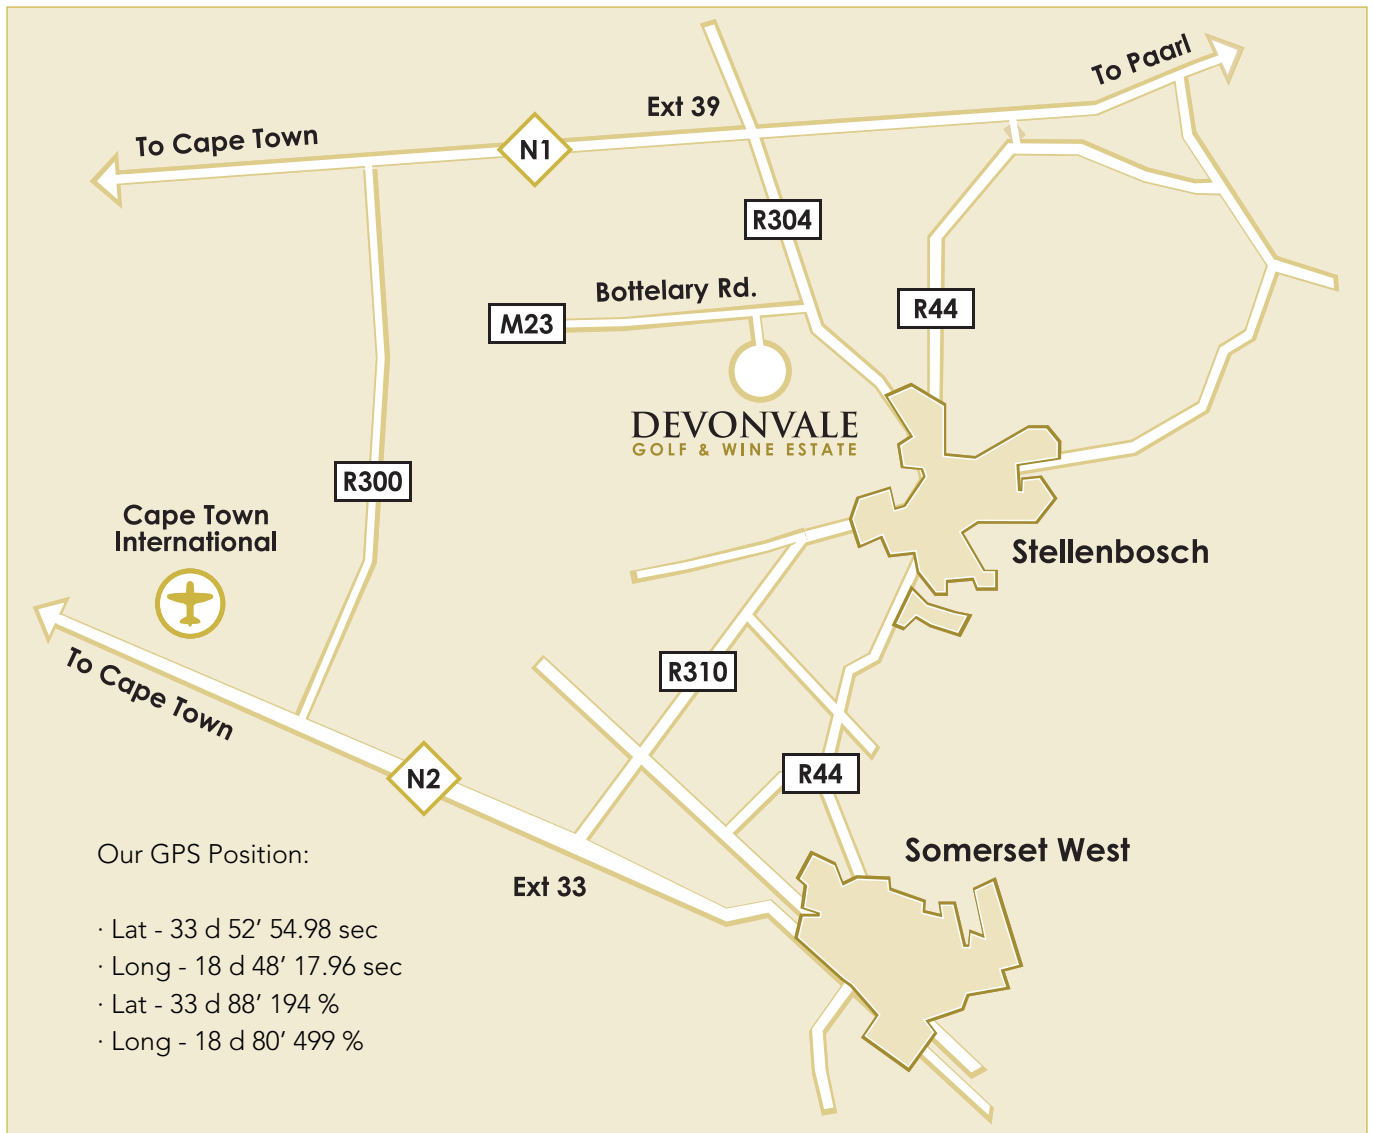 To Paarl
Ext 39
To Cape Town
N1
R304
Bottelary Rd.
M23
R44
DEVONVALE
GOLF & WINE ESTATE
R300
Cape Town
International
Stellenbosch
To Cape Town
R310
N2
R44
Somerset West
Ext 33
Our GPS Position:
· Lat - 33 d 52’ 54.98 sec
· Long - 18 d 48’ 17.96 sec
· Lat - 33 d 88’ 194 %
· Long - 18 d 80’ 499 %